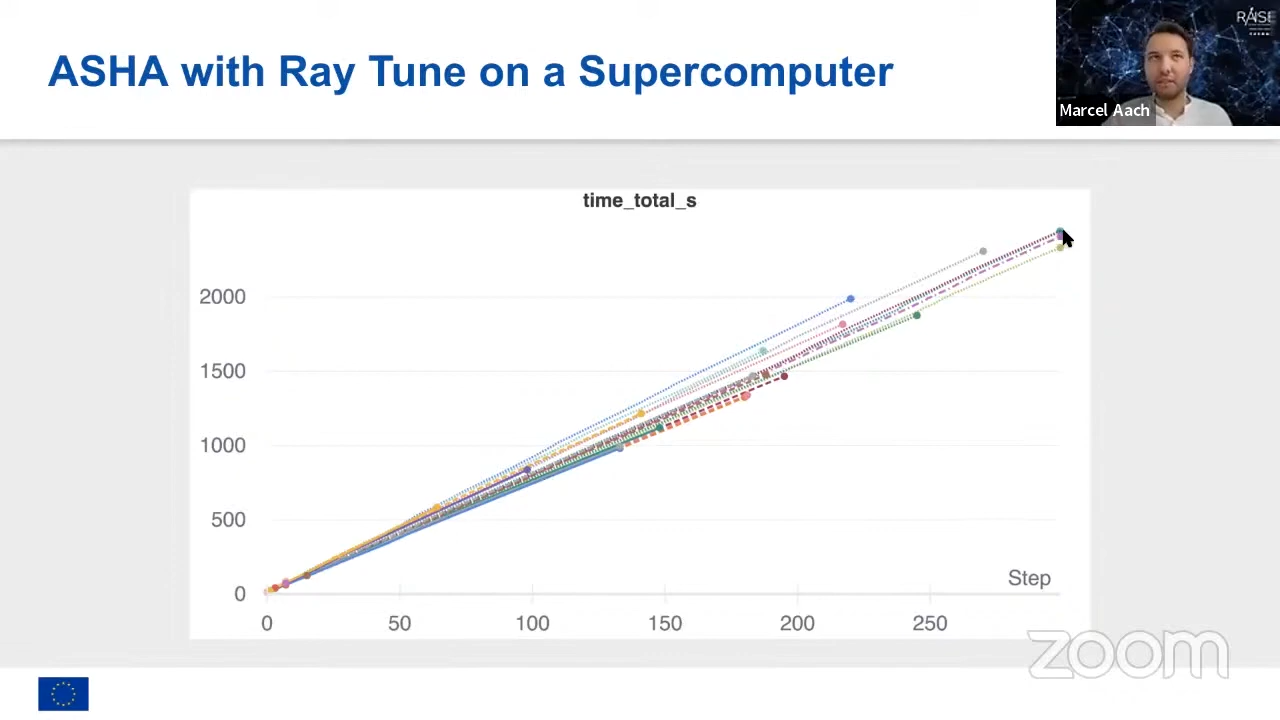 ASHA with Ray Tune on a Supercomputer
RAISE
Marcel Aach
time_total_s
2000
1500
1000
500
0
Step
0 50 100 150 200 250
zoom